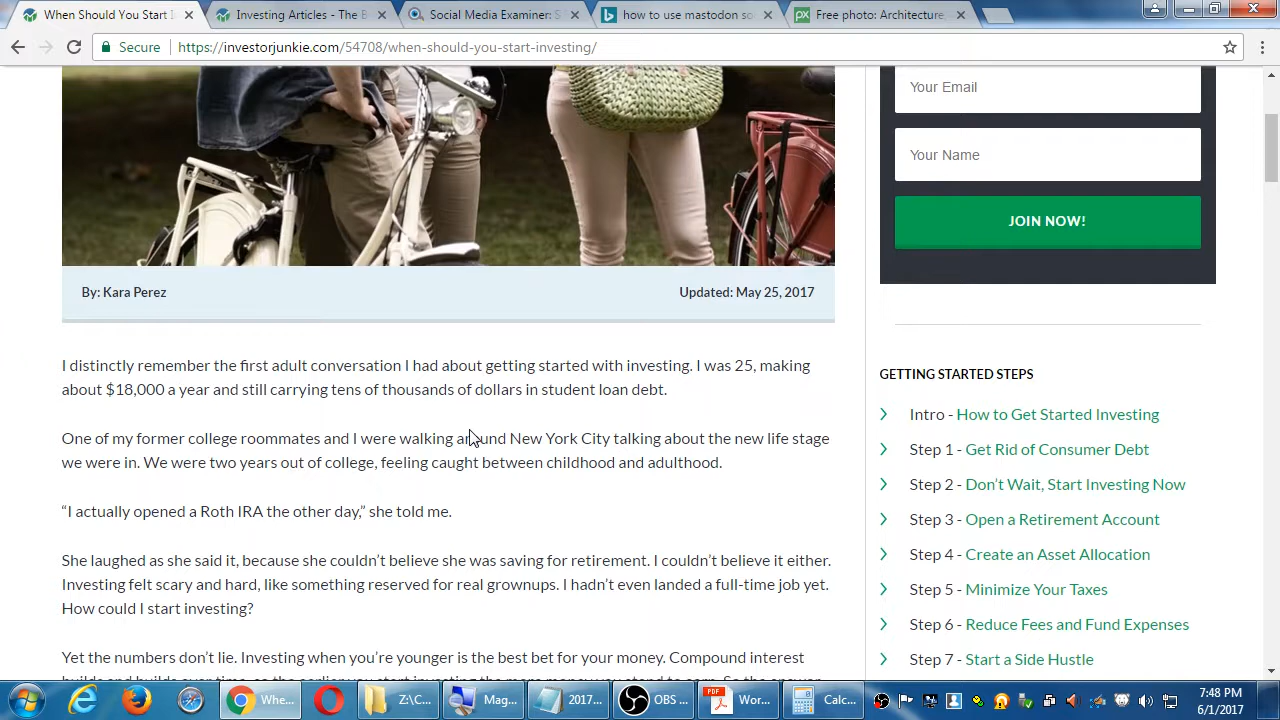 When Should You Start I
Investing Articles - The B
Social Media Examiner: S
how to use mastodon so
Free photo: Architecture,
Secure
https://investorjunkie.com/54708/when-should-you-start-investing/
Your Email
Your Name
JOIN NOW!
By: Kara Perez
Updated: May 25, 2017
I distinctly remember the first adult conversation I had about getting started with investing. I was 25, making
about $18,000 a year and still carrying tens of thousands of dollars in student loan debt.
One of my former college roommates and I were walking around New York City talking about the new life stage
we were in. We were two years out of college, feeling caught between childhood and adulthood.
“I actually opened a Roth IRA the other day,” she told me.
She laughed as she said it, because she couldn’t believe she was saving for retirement. I couldn’t believe it either.
Investing felt scary and hard, like something reserved for real grownups. I hadn’t even landed a full-time job yet.
How could I start investing?
Yet the numbers don’t lie. Investing when you’re younger is the best bet for your money. Compound interest
GETTING STARTED STEPS
Intro - How to Get Started Investing
Step 1 - Get Rid of Consumer Debt
Step 2 - Don’t Wait, Start Investing Now
Step 3 - Open a Retirement Account
Step 4 - Create an Asset Allocation
Step 5 - Minimize Your Taxes
Step 6 - Reduce Fees and Fund Expenses
Step 7 - Start a Side Hustle
Whe...
Z:\C...
Mag...
2017...
OBS ...
PDF
Wor...
Calc...
7:48 PM
6/1/2017